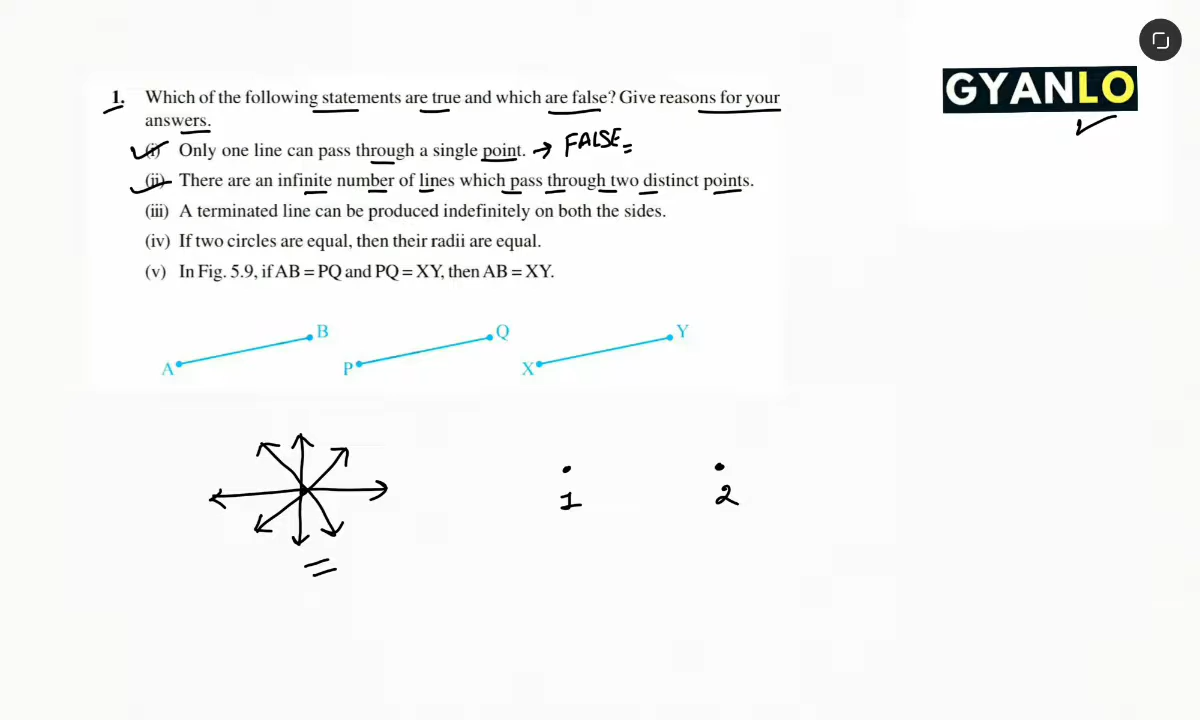 GYANLO
1. Which of the following statements are true and which are false? Give reasons for your
answers.
(i) Only one line can pass through a single point. → FALSE
(ii) There are an infinite number of lines which pass through two distinct points.
(iii) A terminated line can be produced indefinitely on both the sides.
(iv) If two circles are equal, then their radii are equal.
(v) In Fig. 5.9, if AB = PQ and PQ = XY, then AB = XY.
B Q Y
A P X
1 2